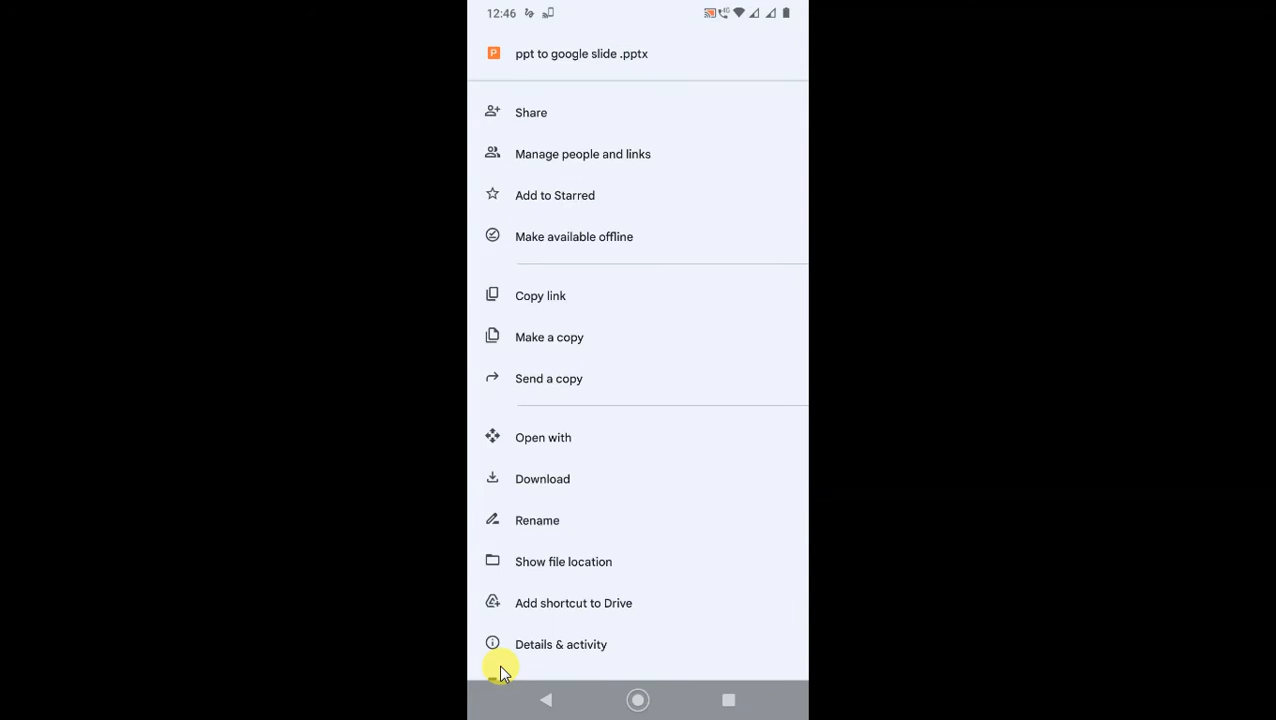 12:46
ppt to google slide .pptx
Share
Manage people and links
Add to Starred
Make available offline
Copy link
Make a copy
Send a copy
Open with
Download
Rename
Show file location
Add shortcut to Drive
Details & activity